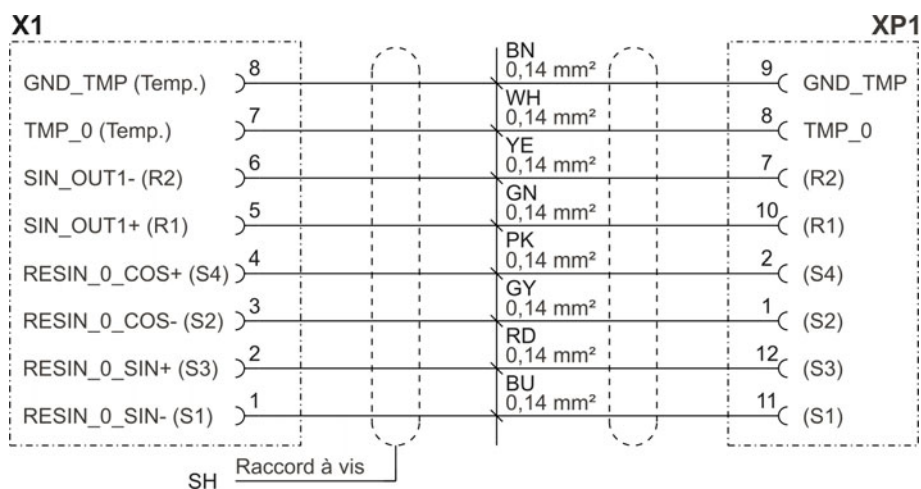 X1 XP1
BN
GND_TMP (Temp.) 8 0,14 mm² 9 GND_TMP
WH
TMP_0 (Temp.) 7 0,14 mm² 8 TMP_0
YE
SIN_OUT1- (R2) 6 0,14 mm² 7 (R2)
GN
SIN_OUT1+ (R1) 5 0,14 mm² 10 (R1)
PK
RESIN_0_COS+ (S4) 4 0,14 mm² 2 (S4)
GY
RESIN_0_COS- (S2) 3 0,14 mm² 1 (S2)
RD
RESIN_0_SIN+ (S3) 2 0,14 mm² 12 (S3)
BU
RESIN_0_SIN- (S1) 1 0,14 mm² 11 (S1)
SH Raccord à vis